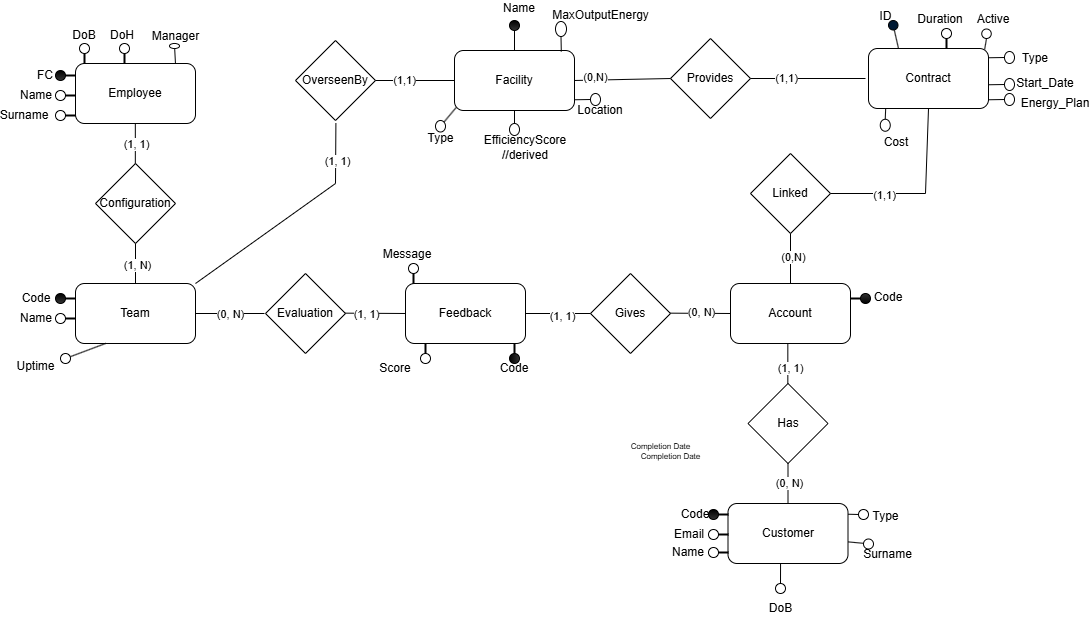 Name
MaxOutputEnergy
ID
Duration
Active
DoB
DoH
Manager
FC
Name
Surname
Employee
OverseenBy
(1,1)
Facility
(0,N)
Provides
(1,1)
Contract
Type
Start_Date
Energy_Plan
Location
Type
EfficiencyScore
//derived
Cost
(1, 1)
(1, 1)
Configuration
Linked
(1,1)
(1, N)
(0,N)
Message
Code
Name
Team
Uptime
(0, N)
Evaluation
(1, 1)
Feedback
(1, 1)
Gives
(0, N)
Account
Code
Score
Code
(1, 1)
Has
Completion Date
Completion Date
(0, N)
Code
Email
Name
Customer
Type
Surname
DoB